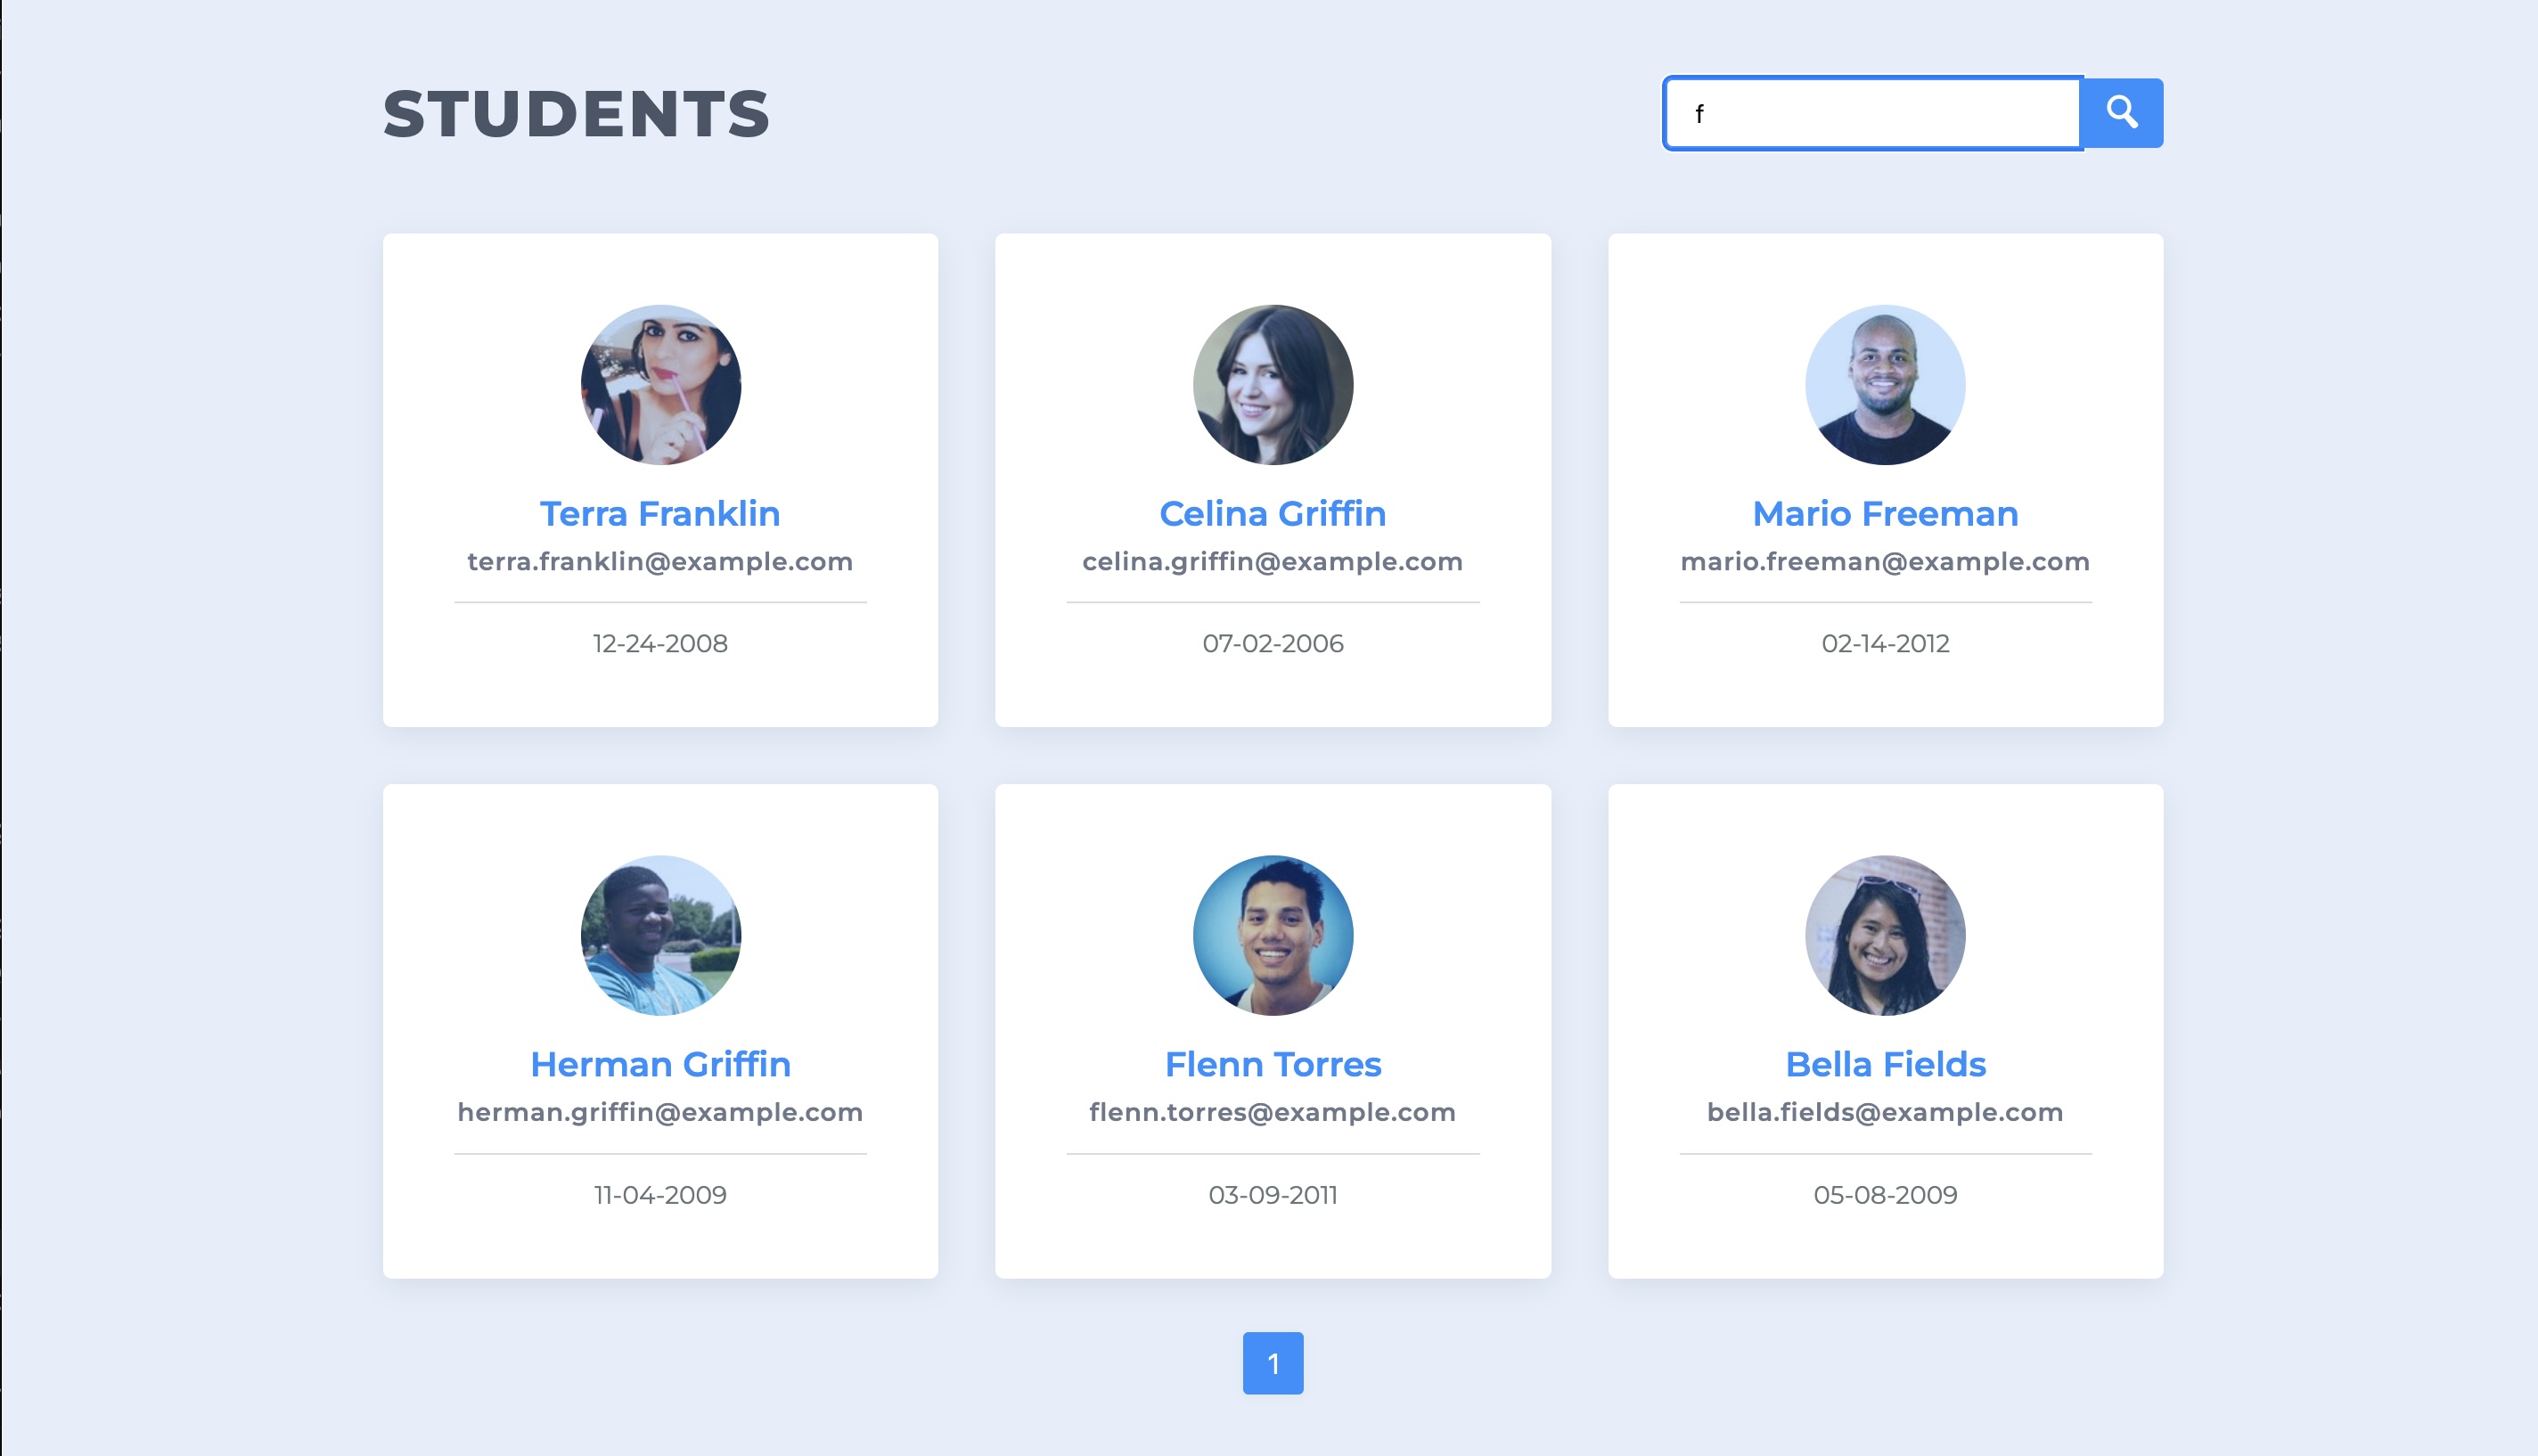 STUDENTS
f
Terra Franklin
terra.franklin@example.com
12-24-2008
Celina Griffin
celina.griffin@example.com
07-02-2006
Mario Freeman
mario.freeman@example.com
02-14-2012
Herman Griffin
herman.griffin@example.com
11-04-2009
Flenn Torres
flenn.torres@example.com
03-09-2011
Bella Fields
bella.fields@example.com
05-08-2009
1